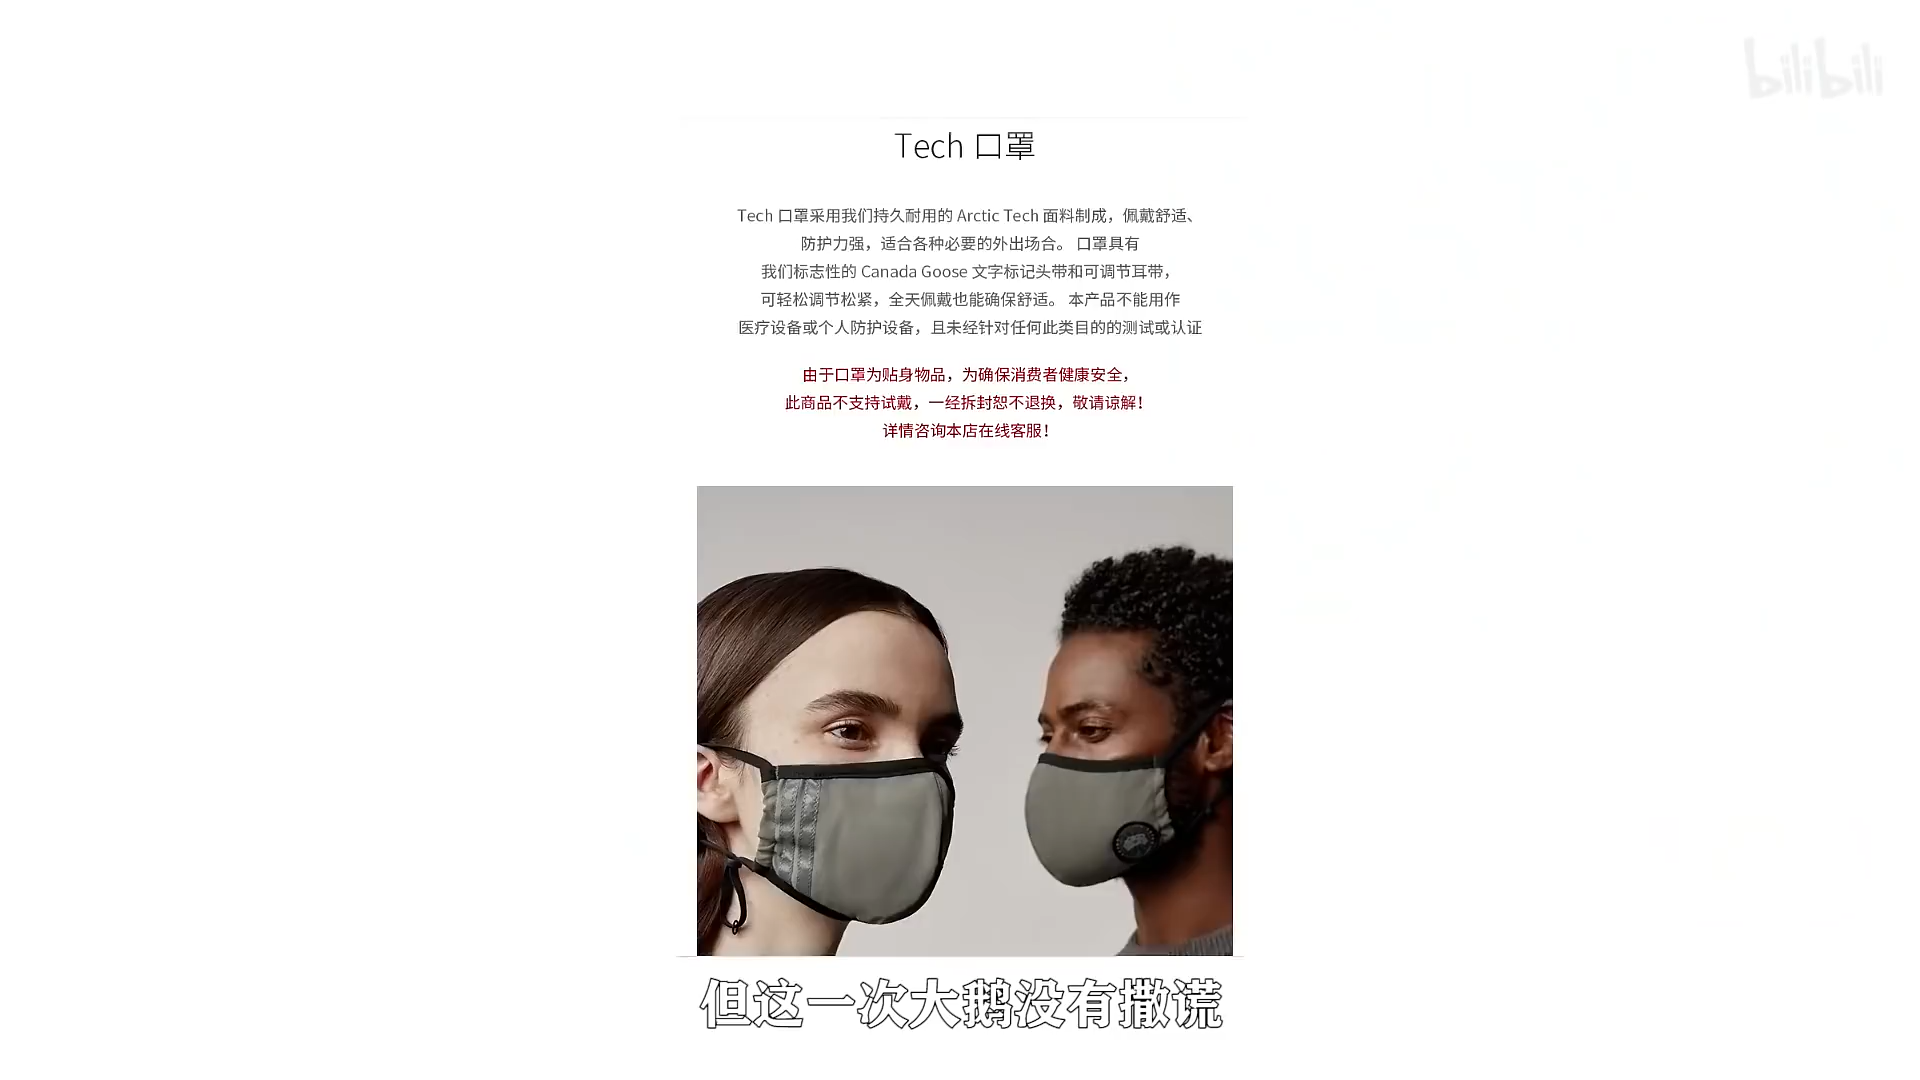 bilibili
Tech 口罩
Tech 口罩采用我们持久耐用的 Arctic Tech 面料制成，佩戴舒适、
防护力强，适合各种必要的外出场合。 口罩具有
我们标志性的 Canada Goose 文字标记头带和可调节耳带，
可轻松调节松紧，全天佩戴也能确保舒适。 本产品不能用作
医疗设备或个人防护设备，且未经针对任何此类目的的测试或认证
由于口罩为贴身物品，为确保消费者健康安全，
此商品不支持试戴，一经拆封恕不退换，敬请谅解！
详情咨询本店在线客服！
但这一次大鹅没有撒谎